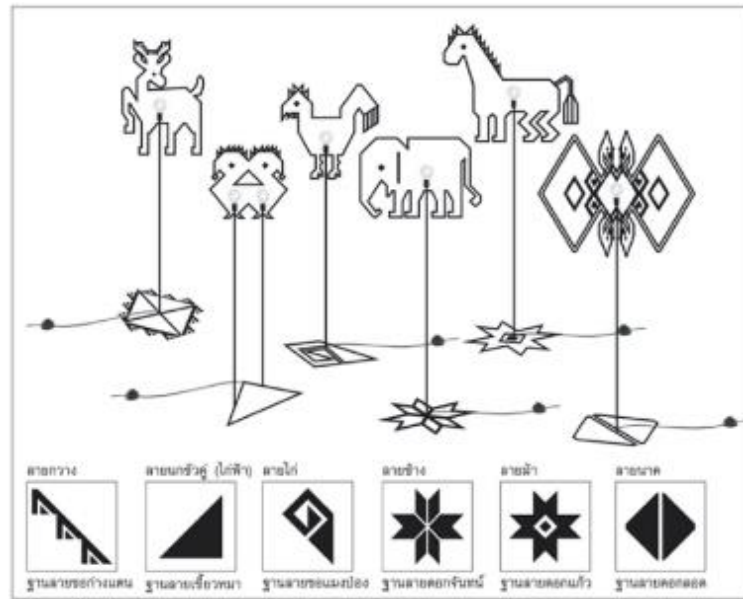 ลายกวาง
ลายนกขัวคู่ (ไก่ฟ้า)
ลายไก่
ลายช้าง
ลายม้า
ลายนาค
ฐานลายขอก่างแดน
ฐานลายเขี้ยวหมา
ฐานลายขอแมงป่อง
ฐานลายดอกจันทน์
ฐานลายดอกแก้ว
ฐานลายดอกลอด